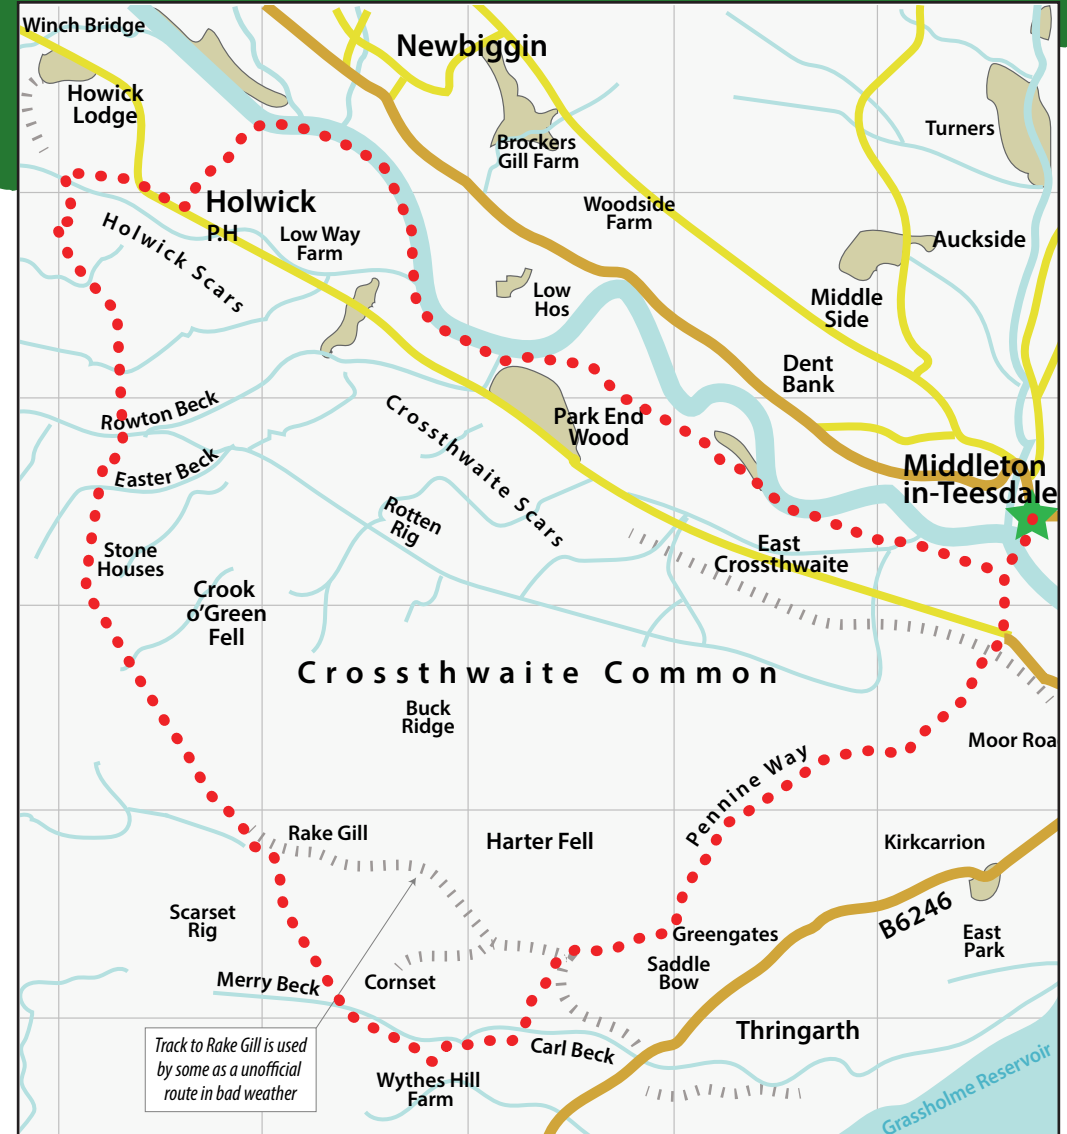 Winch Bridge
Newbiggin
Howick
Lodge
Turners
Brockers
Gill Farm
Holwick
P.H
Woodside
Farm
Low Way
Farm
Holwick Scars
Auckside
Low
Hos
Middle
Side
Dent
Bank
Rowton Beck
Park End
Wood
Crossthwaite Scars
Easter Beck
Middleton
in-Teesdale
Rotten
Rig
Stone
Houses
East
Crossthwaite
Crook
o'Green
Fell
Crossthwaite Common
Buck
Ridge
Moor Roa
Pennine Way
Rake Gill
Harter Fell
Kirkcarrion
B6246
Scarset
Rig
Greengates
East
Park
Saddle
Bow
Merry Beck
Cornset
Thringarth
Track to Rake Gill is used
by some as a unofficial
route in bad weather
Carl Beck
Wythes Hill
Farm
Grassholme Reservoir